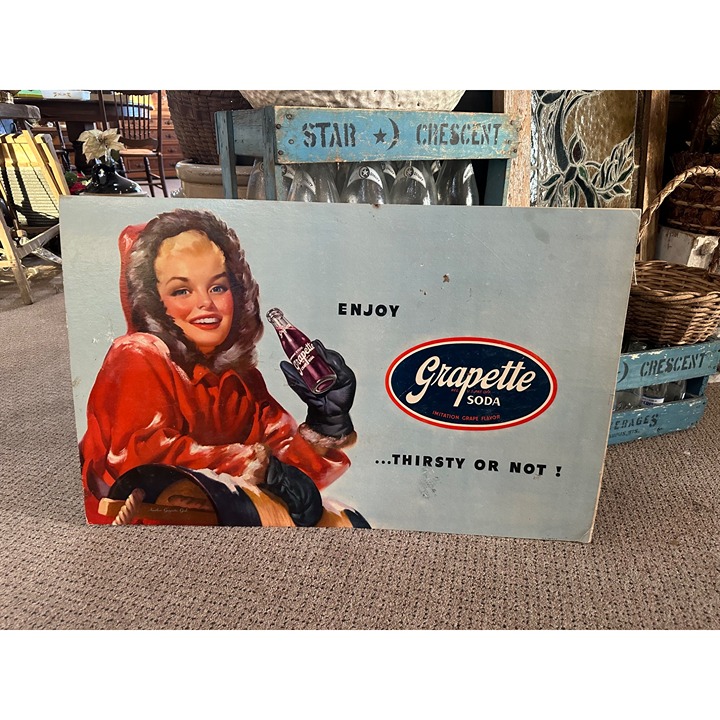 STAR CRESCENT
ENJOY
Grapette
Grapette
SODA
IMITATION GRAPE FLAVOR
...THIRSTY OR NOT !
CRESCENT